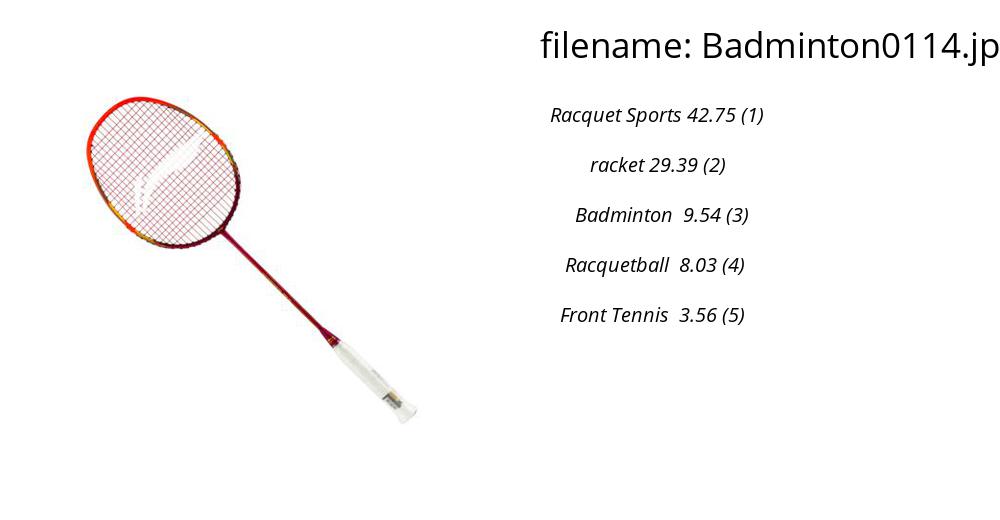 filename: Badminton0114.jp
Racquet Sports 42.75 (1)
racket 29.39 (2)
Badminton 9.54 (3)
Racquetball 8.03 (4)
Front Tennis 3.56 (5)